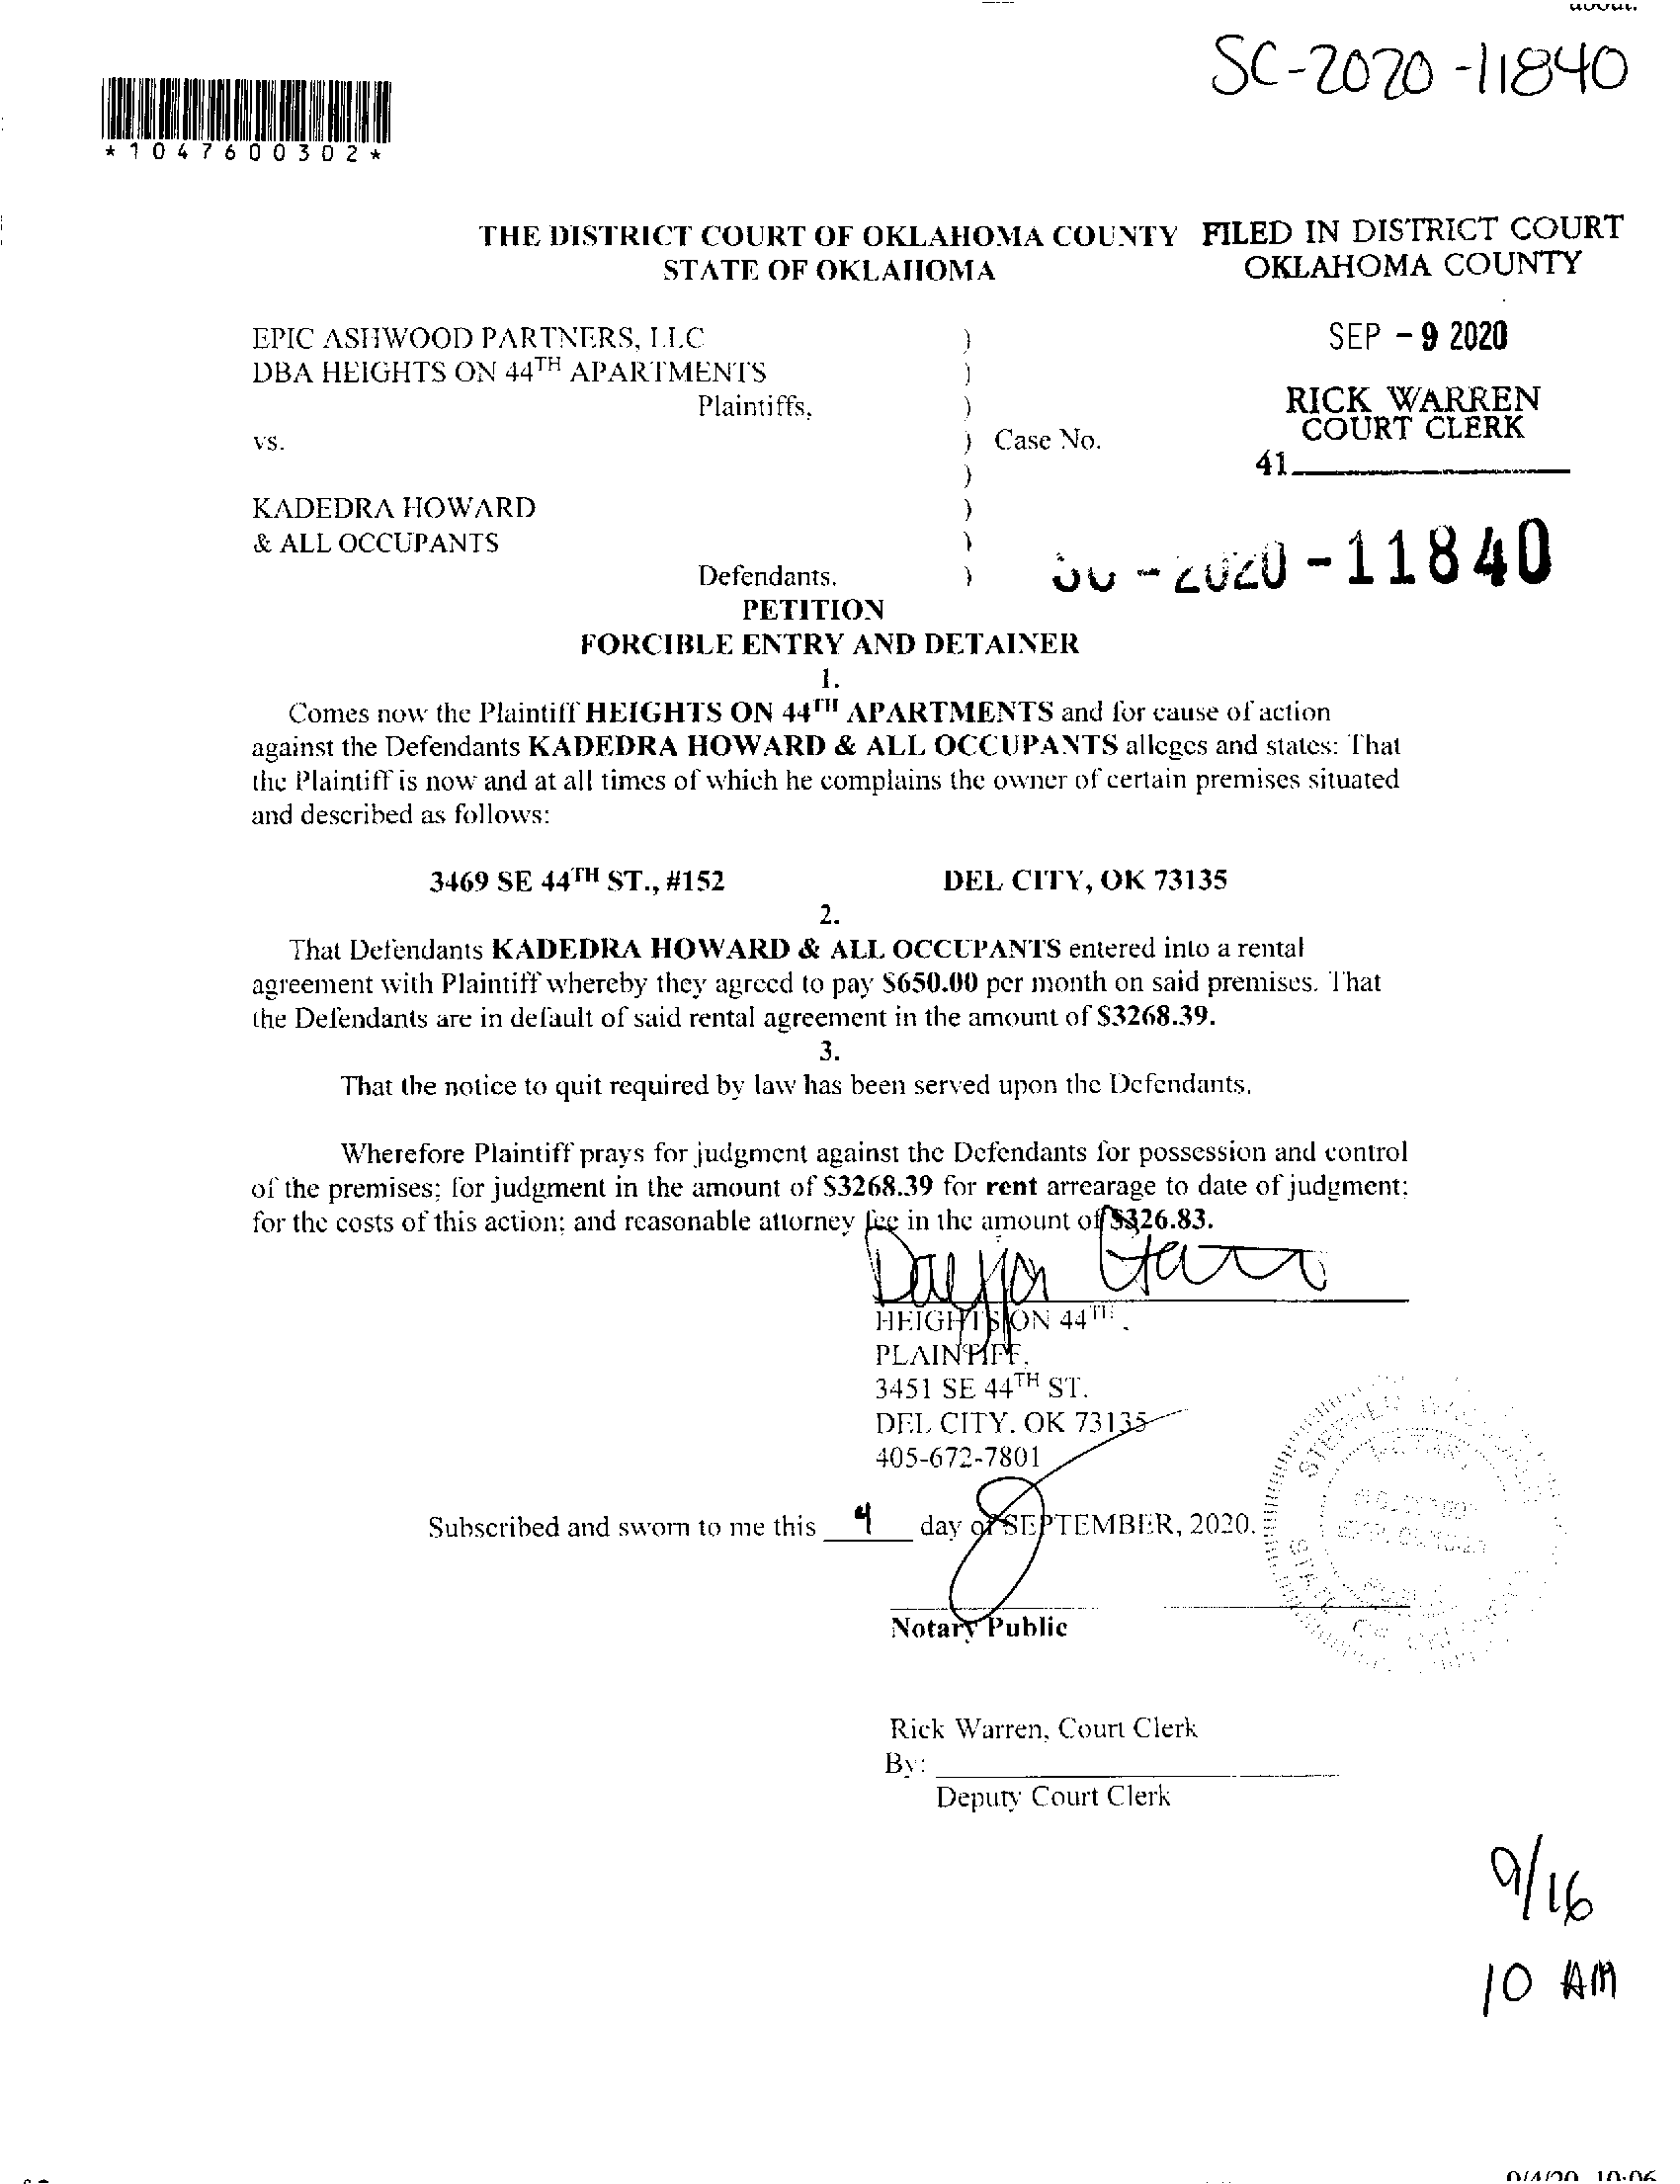 SC-2020-11840
*1047600302*
THE DISTRICT COURT OF OKLAHOMA COUNTY
STATE OF OKLAHOMA
FILED IN DISTRICT COURT
OKLAHOMA COUNTY
SEP - 9 2020
RICK WARREN
COURT CLERK
41
EPIC ASHWOOD PARTNERS, LLC )
DBA HEIGHTS ON 44TH APARTMENTS )
Plaintiffs, )
vs. ) Case No.
)
KADEDRA HOWARD )
& ALL OCCUPANTS )
Defendants. )
SC - 2020 - 11840
PETITION
FORCIBLE ENTRY AND DETAINER
1.
Comes now the Plaintiff HEIGHTS ON 44TH APARTMENTS and for cause of action
against the Defendants KADEDRA HOWARD & ALL OCCUPANTS alleges and states: That
the Plaintiff is now and at all times of which he complains the owner of certain premises situated
and described as follows:
3469 SE 44TH ST., #152 DEL CITY, OK 73135
2.
That Defendants KADEDRA HOWARD & ALL OCCUPANTS entered into a rental
agreement with Plaintiff whereby they agreed to pay $650.00 per month on said premises. That
the Defendants are in default of said rental agreement in the amount of $3268.39.
3.
That the notice to quit required by law has been served upon the Defendants.
Wherefore Plaintiff prays for judgment against the Defendants for possession and control
of the premises; for judgment in the amount of $3268.39 for rent arrearage to date of judgment;
for the costs of this action; and reasonable attorney fee in the amount of $326.83.
HEIGHTS ON 44TH.
PLAINTIFF,
3451 SE 44TH ST.
DEL CITY, OK 73135
405-672-7801
Subscribed and sworn to me this 4 day of SEPTEMBER, 2020.
Notary Public
Rick Warren, Court Clerk
By:
Deputy Court Clerk
9/16
10 AM